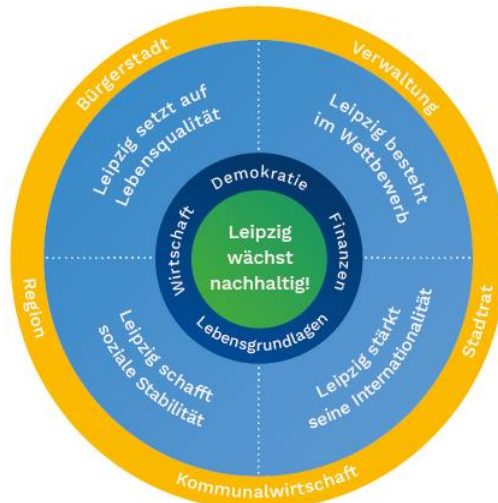 Bürgerstadt
Verwaltung
Leipzig setzt auf
Lebensqualität
Leipzig besteht
im Wettbewerb
Demokratie
Wirtschaft
Finanzen
Leipzig
wächst
nachhaltig!
Lebensgrundlagen
Region
Stadtrat
Leipzig schafft
soziale Stabilität
Leipzig stärkt
seine Internationalität
Kommunalwirtschaft